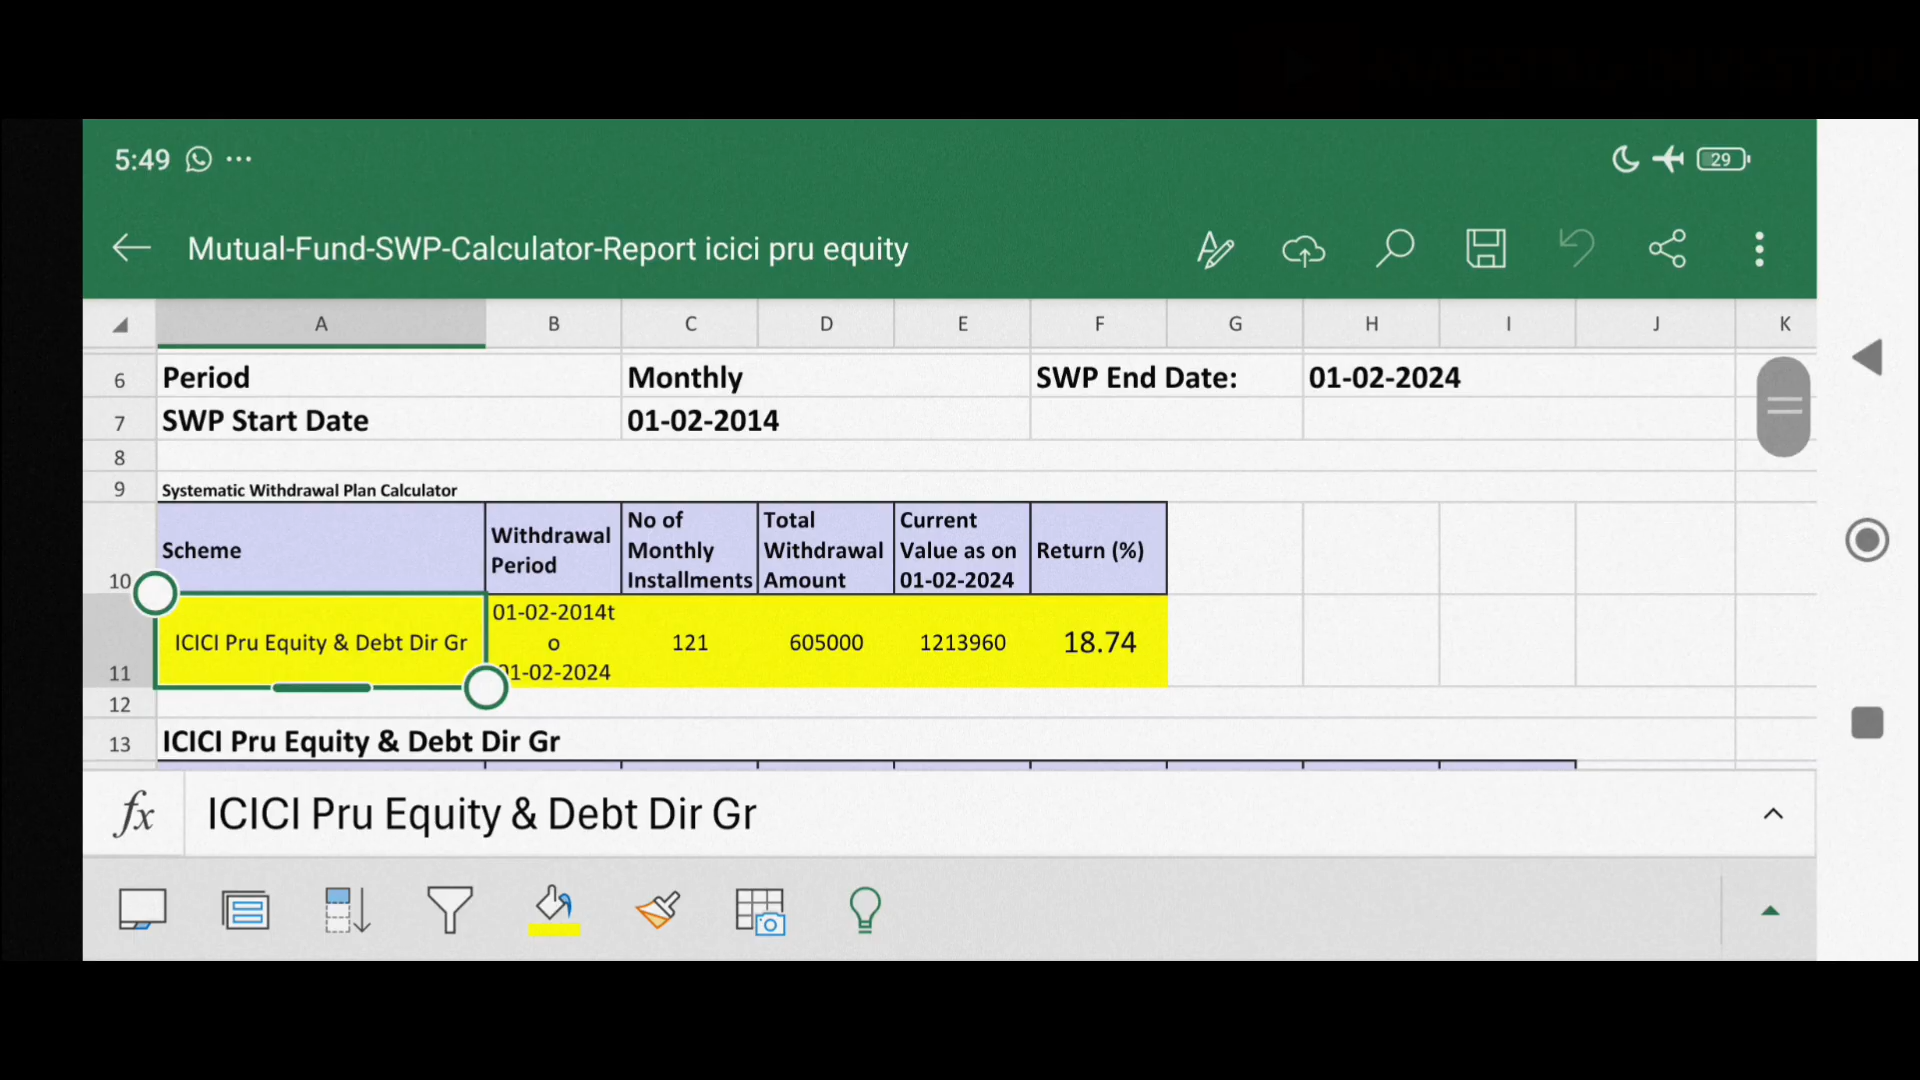 5:49
29
Mutual-Fund-SWP-Calculator-Report icici pru equity
A B C D E F G H I J K
6 Period Monthly SWP End Date: 01-02-2024
7 SWP Start Date 01-02-2014
8
9 Systematic Withdrawal Plan Calculator
10 Scheme
Withdrawal
Period
No of
Monthly
Installments
Total
Withdrawal
Amount
Current
Value as on
01-02-2024
Return (%)
11 ICICI Pru Equity & Debt Dir Gr
01-02-2014t
o
01-02-2024
121 605000 1213960 18.74
12
13 ICICI Pru Equity & Debt Dir Gr
fx ICICI Pru Equity & Debt Dir Gr